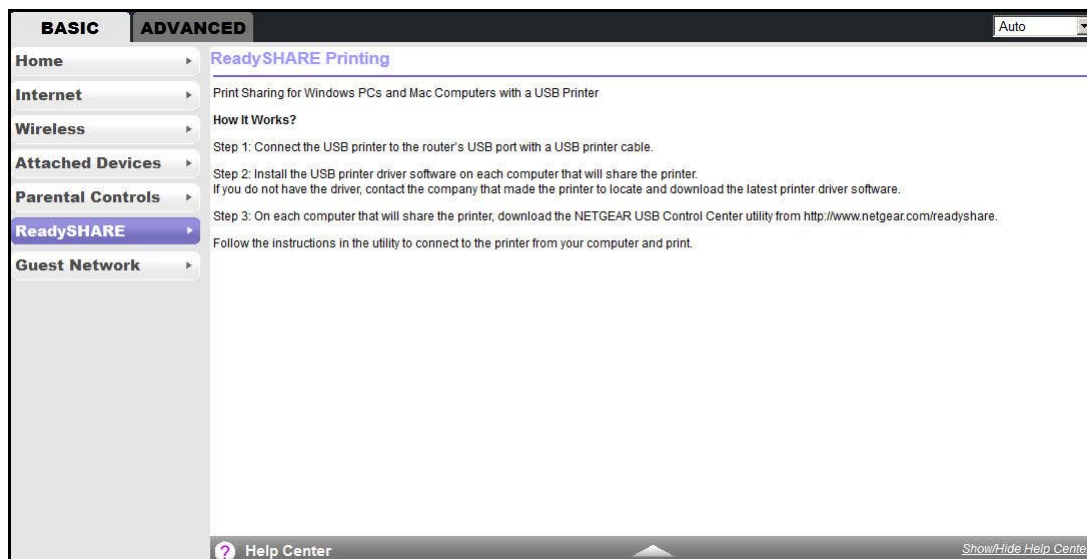 BASIC
ADVANCED
Auto
Home
Internet
Wireless
Attached Devices
Parental Controls
ReadySHARE
Guest Network
ReadySHARE Printing
Print Sharing for Windows PCs and Mac Computers with a USB Printer
How It Works?
Step 1: Connect the USB printer to the router's USB port with a USB printer cable.
Step 2: Install the USB printer driver software on each computer that will share the printer.
If you do not have the driver, contact the company that made the printer to locate and download the latest printer driver software.
Step 3: On each computer that will share the printer, download the NETGEAR USB Control Center utility from http://www.netgear.com/readyshare.
Follow the instructions in the utility to connect to the printer from your computer and print.
? Help Center
Show/Hide Help Center